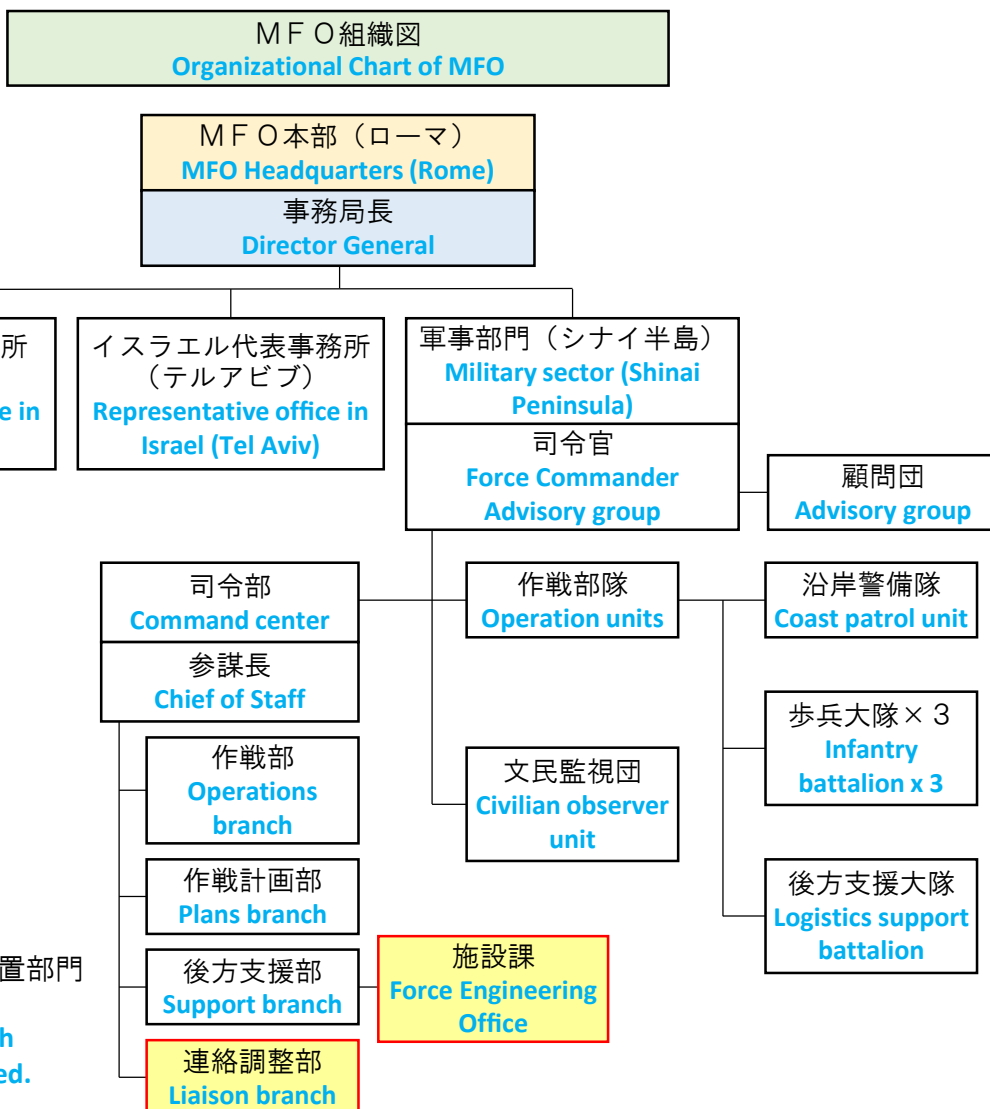 ＭＦＯ組織図
Organizational Chart of MFO
ＭＦＯ本部（ローマ）
MFO Headquarters (Rome)
事務局長
Director General
所
e in
イスラエル代表事務所
（テルアビブ）
Representative office in
Israel (Tel Aviv)
軍事部門（シナイ半島）
Military sector (Shinai
Peninsula)
司令官
Force Commander
Advisory group
顧問団
Advisory group
司令部
Command center
参謀長
Chief of Staff
作戦部隊
Operation units
沿岸警備隊
Coast patrol unit
歩兵大隊×３
Infantry
battalion x 3
作戦部
Operations
branch
文民監視団
Civilian observer
unit
作戦計画部
Plans branch
後方支援大隊
Logistics support
battalion
置部門
h
ed.
後方支援部
Support branch
施設課
Force Engineering
Office
連絡調整部
Liaison branch